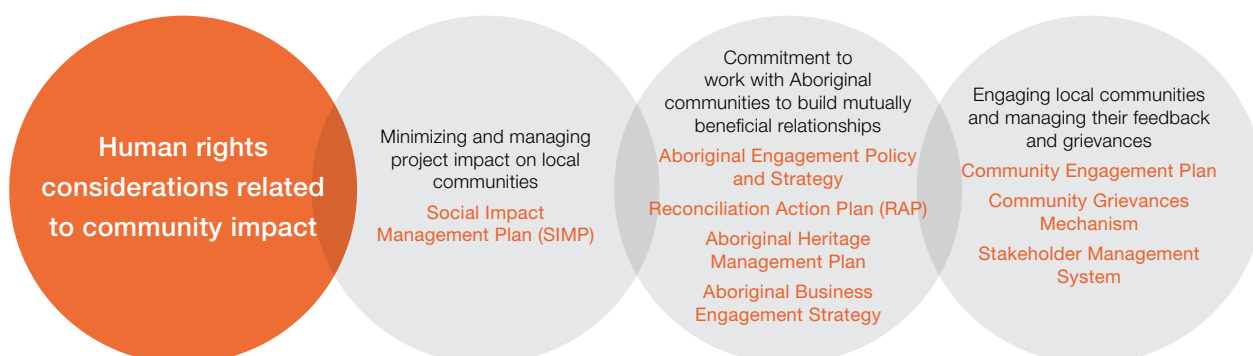 Human rights
considerations related
to community impact
Minimizing and managing
project impact on local
communities
Social Impact
Management Plan (SIMP)
Commitment to
work with Aboriginal
communities to build mutually
beneficial relationships
Aboriginal Engagement Policy
and Strategy
Reconciliation Action Plan (RAP)
Aboriginal Heritage
Management Plan
Aboriginal Business
Engagement Strategy
Engaging local communities
and managing their feedback
and grievances
Community Engagement Plan
Community Grievances
Mechanism
Stakeholder Management
System